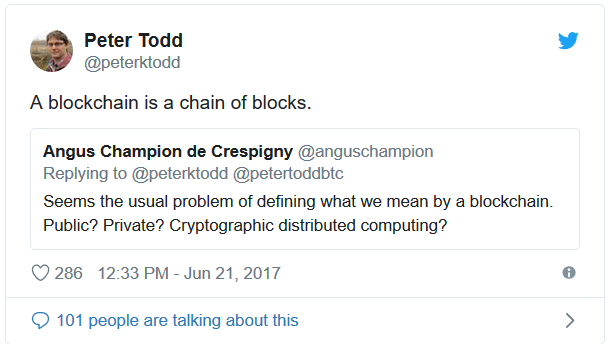 Peter Todd
@peterktodd
A blockchain is a chain of blocks.
Angus Champion de Crespigny @anguschampion
Replying to @peterktodd @petertoddbtc
Seems the usual problem of defining what we mean by a blockchain.
Public? Private? Cryptographic distributed computing?
286 12:33 PM - Jun 21, 2017
101 people are talking about this